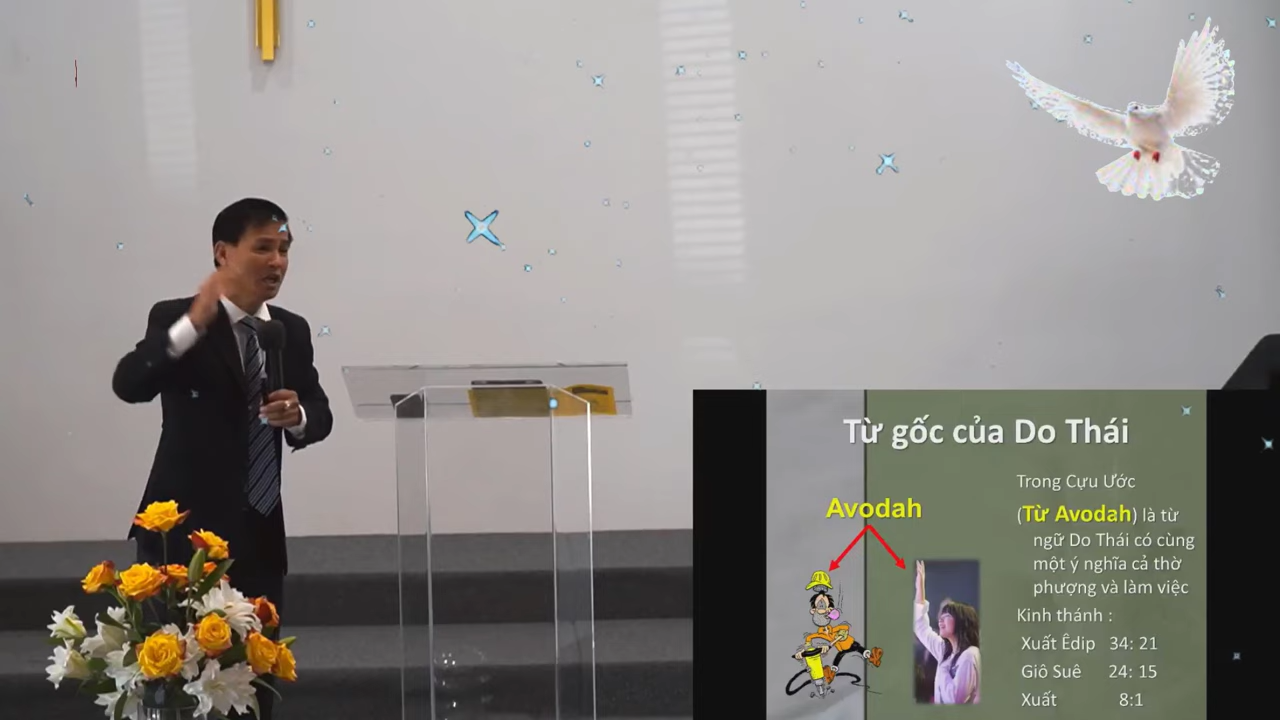 Từ gốc của Do Thái
Avodah
Trong Cựu Ước
(Từ Avodah) là từ
ngữ Do Thái có cùng
một ý nghĩa cả thờ
phượng và làm việc
Kinh thánh :
Xuất Êdip 34: 21
Giô Suê 24: 15
Xuất 8:1